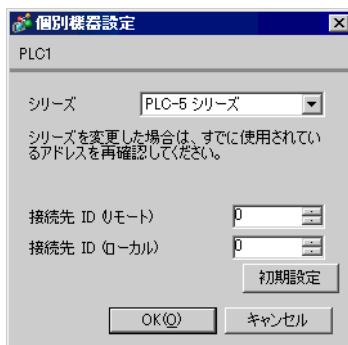 個別機器設定
PLC1
シリーズ PLC-5 シリーズ
シリーズを変更した場合は、すでに使用されてい
るアドレスを再確認してください。
接続先 ID (リモート) 0
接続先 ID (ローカル) 0
初期設定
OK(O) キャンセル